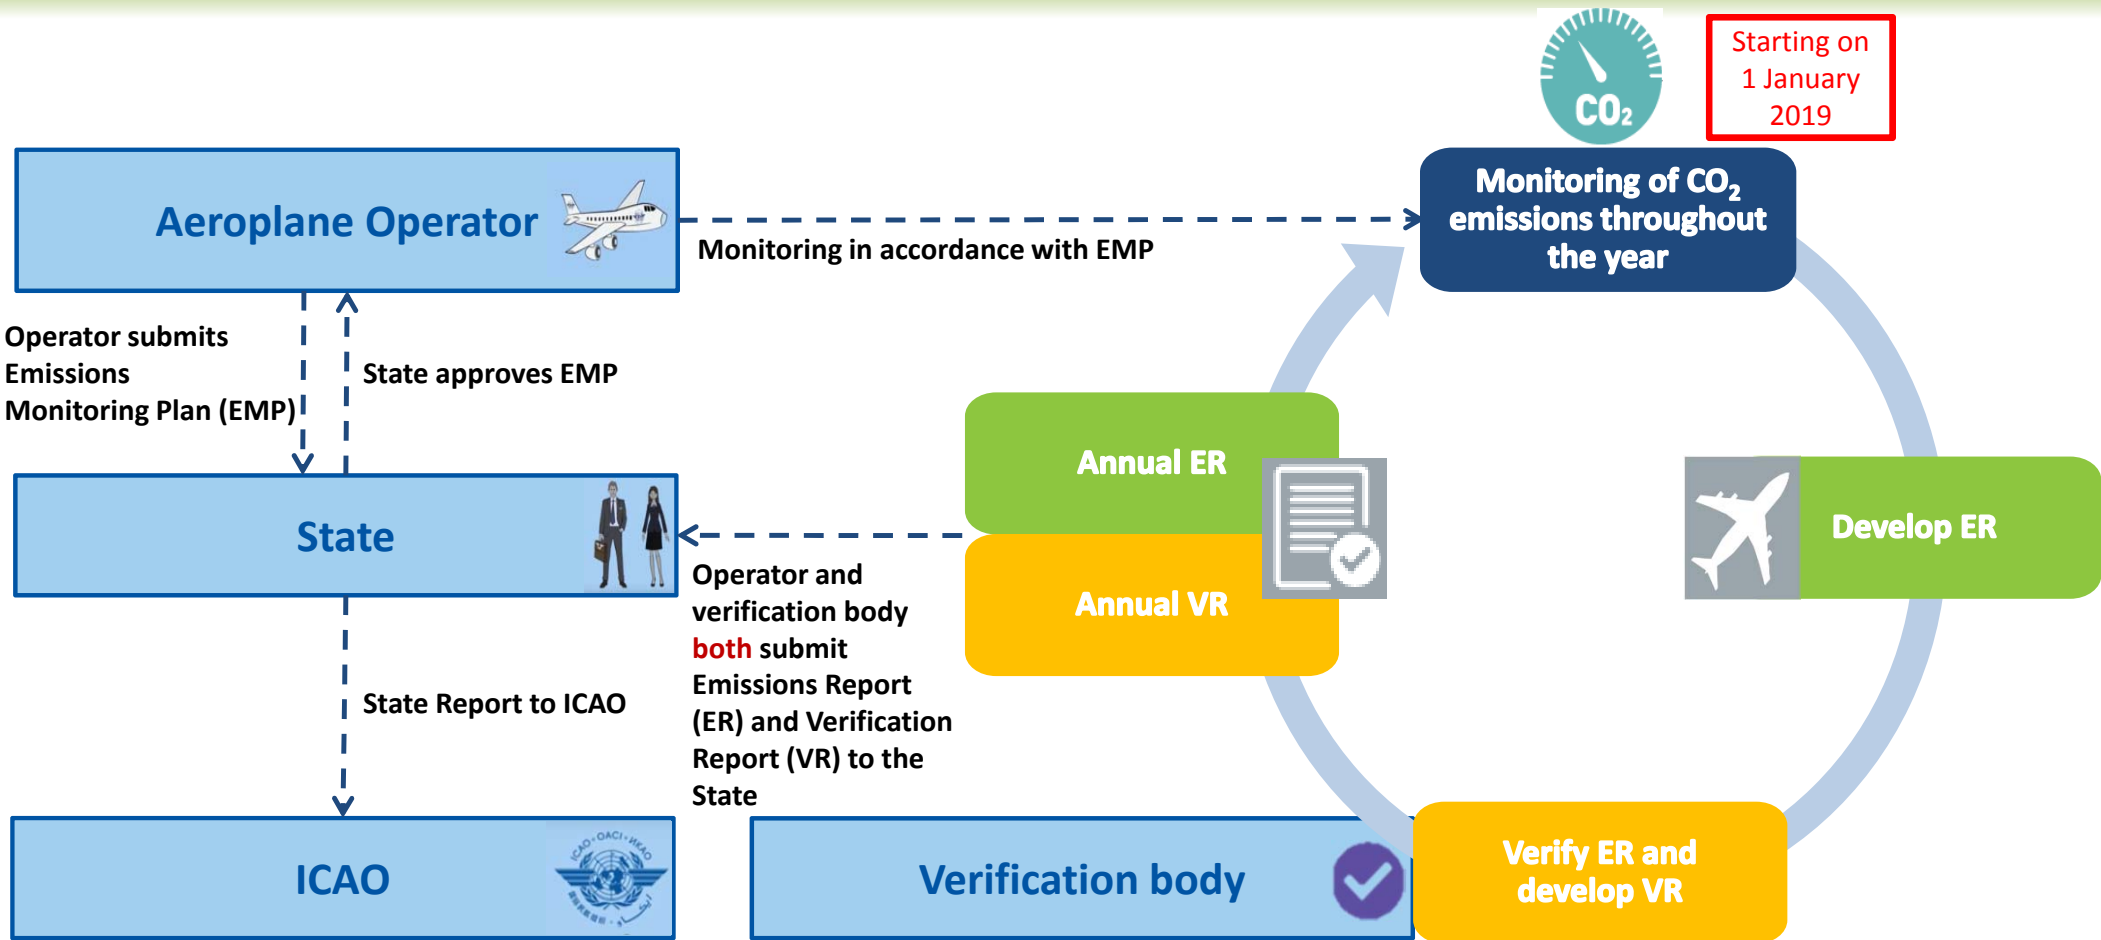 CO₂
Starting on
1 January
2019
Aeroplane Operator
Monitoring of CO₂
emissions throughout
the year
Monitoring in accordance with EMP
Operator submits
Emissions
Monitoring Plan (EMP)
State approves EMP
Annual ER
Develop ER
State
Operator and
verification body
both submit
Emissions Report
(ER) and Verification
Report (VR) to the
State
Annual VR
State Report to ICAO
ICAO
ICAO · OACI · ИКАО
Verification body
Verify ER and
develop VR